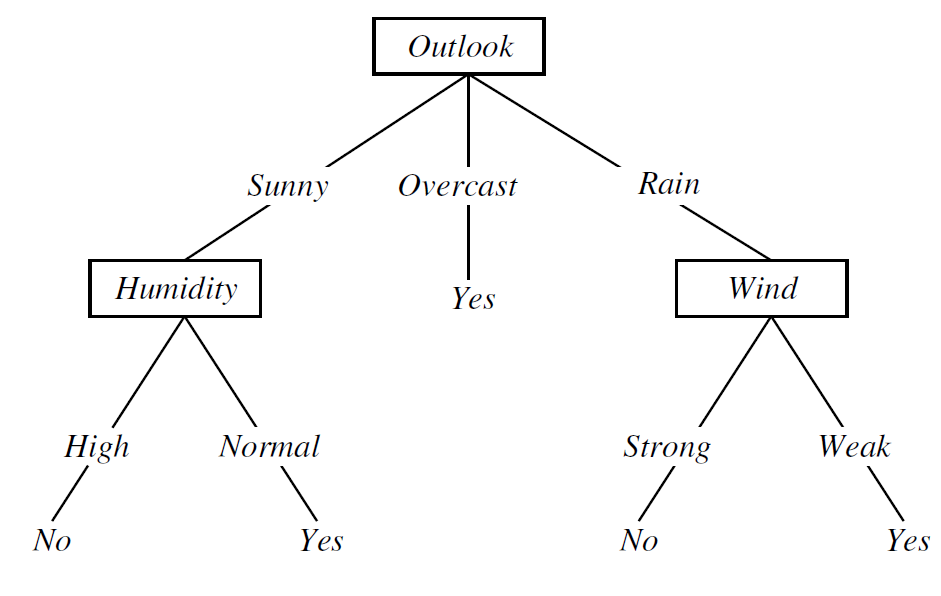 Outlook
Sunny Overcast Rain
Humidity Yes Wind
High Normal Strong Weak
No Yes No Yes